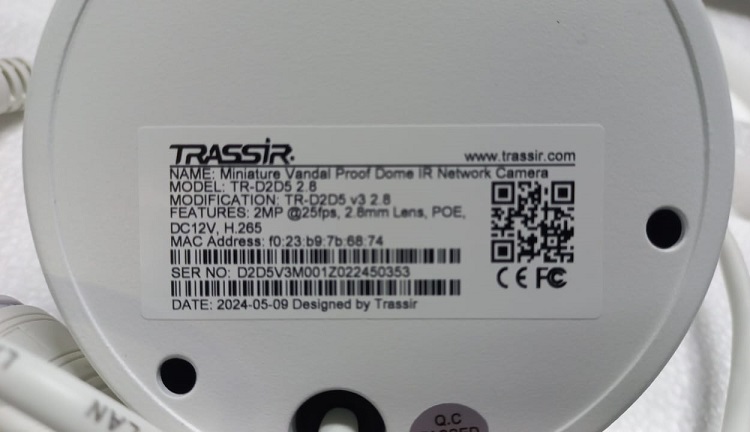 TRASSIR
www.trassir.com
NAME: Miniature Vandal Proof Dome IR Network Camera
MODEL: TR-D2D5 2.8
MODIFICATION: TR-D2D5 v3 2.8
FEATURES: 2MP @25fps, 2.8mm Lens, POE,
DC12V, H.265
MAC Address: f0:23:b9:7b:68:74
SER NO: D2D5V3M001Z022450353
CE FC
DATE: 2024-05-09 Designed by Trassir
LAN
Q.C